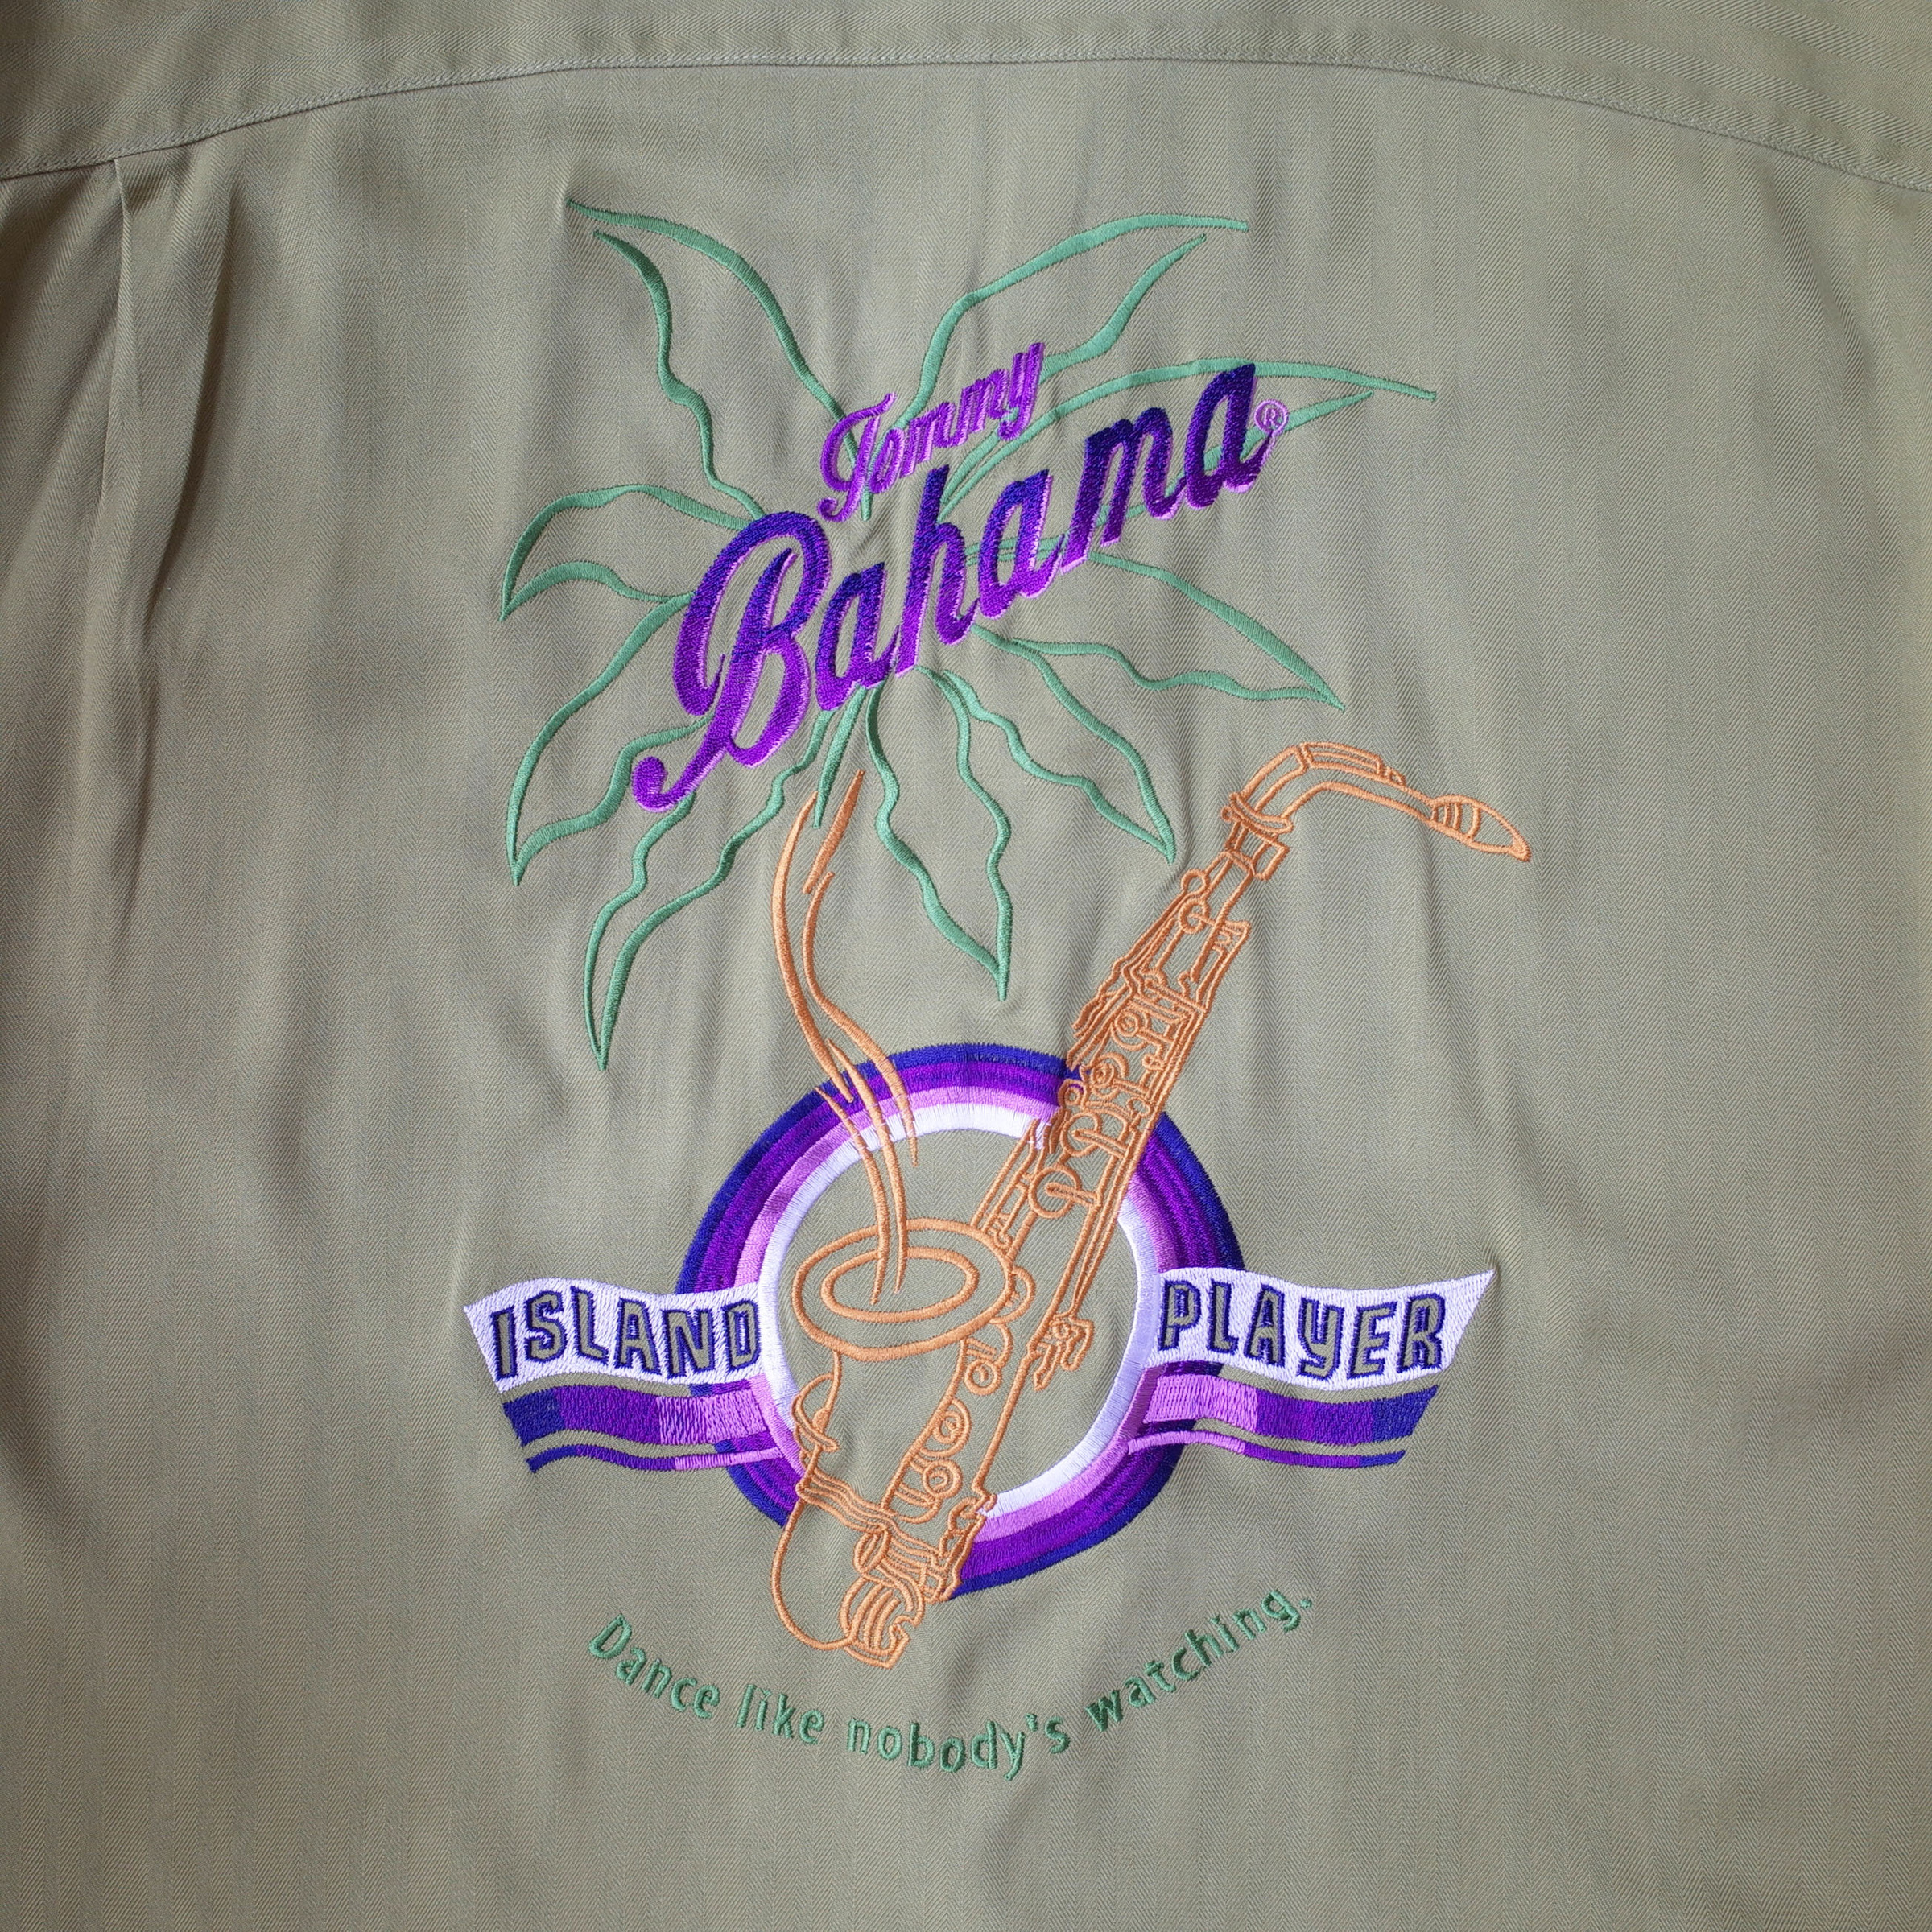 Tommy
Bahama®
ISLAND PLAYER
Dance like nobody's watching.